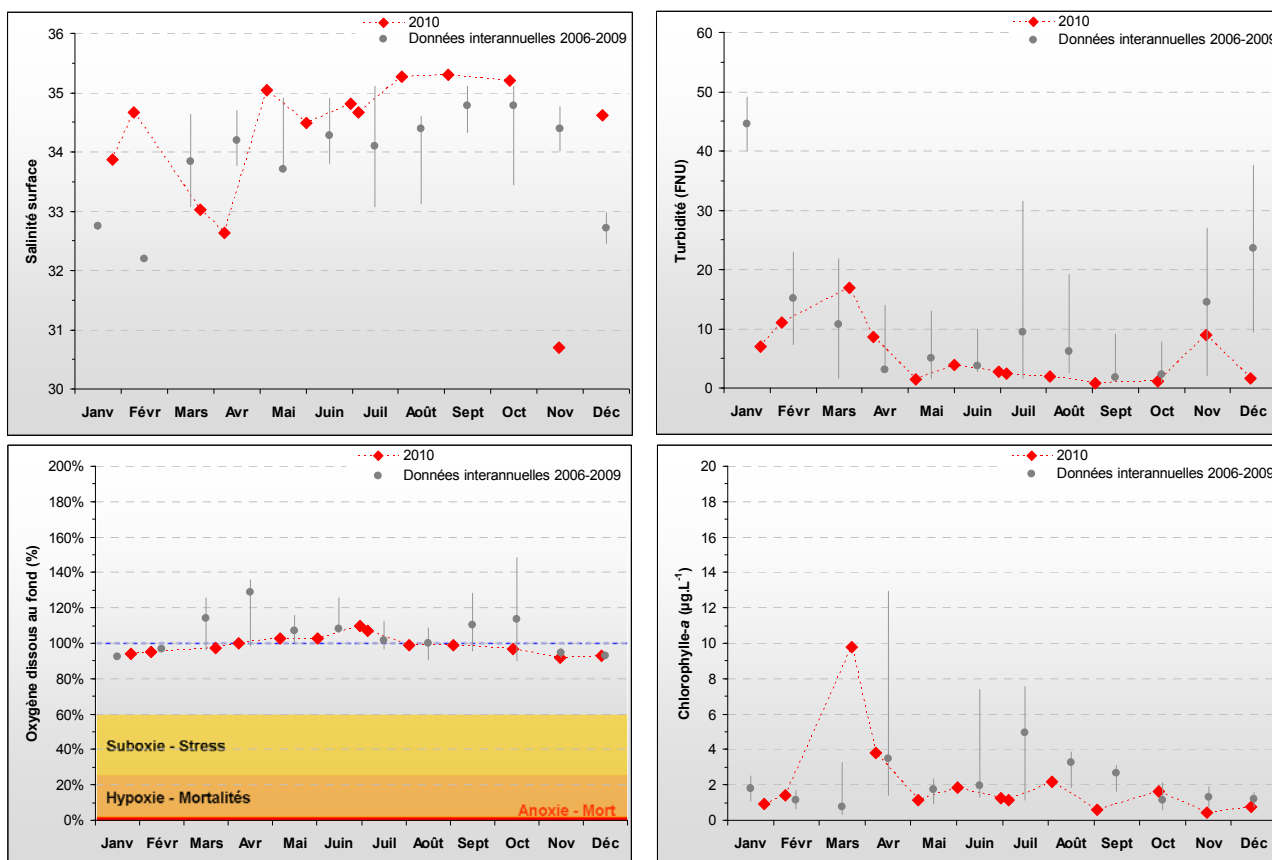 2010
Données interannuelles 2006-2009
Salinité surface
36
35
34
33
32
31
30
Janv Févr Mars Avr Mai Juin Juil Août Sept Oct Nov Déc
2010
Données interannuelles 2006-2009
Turbidité (FNU)
60
50
40
30
20
10
0
Janv Févr Mars Avr Mai Juin Juil Août Sept Oct Nov Déc
2010
Données interannuelles 2006-2009
Oxygène dissous au fond (%)
200%
180%
160%
140%
120%
100%
80%
60%
40%
20%
0%
Suboxie - Stress
Hypoxie - Mortalités
Anoxie - Mort
Janv Févr Mars Avr Mai Juin Juil Août Sept Oct Nov Déc
2010
Données interannuelles 2006-2009
Chlorophylle-a (µg.L⁻¹)
20
18
16
14
12
10
8
6
4
2
0
Janv Févr Mars Avr Mai Juin Juil Août Sept Oct Nov Déc